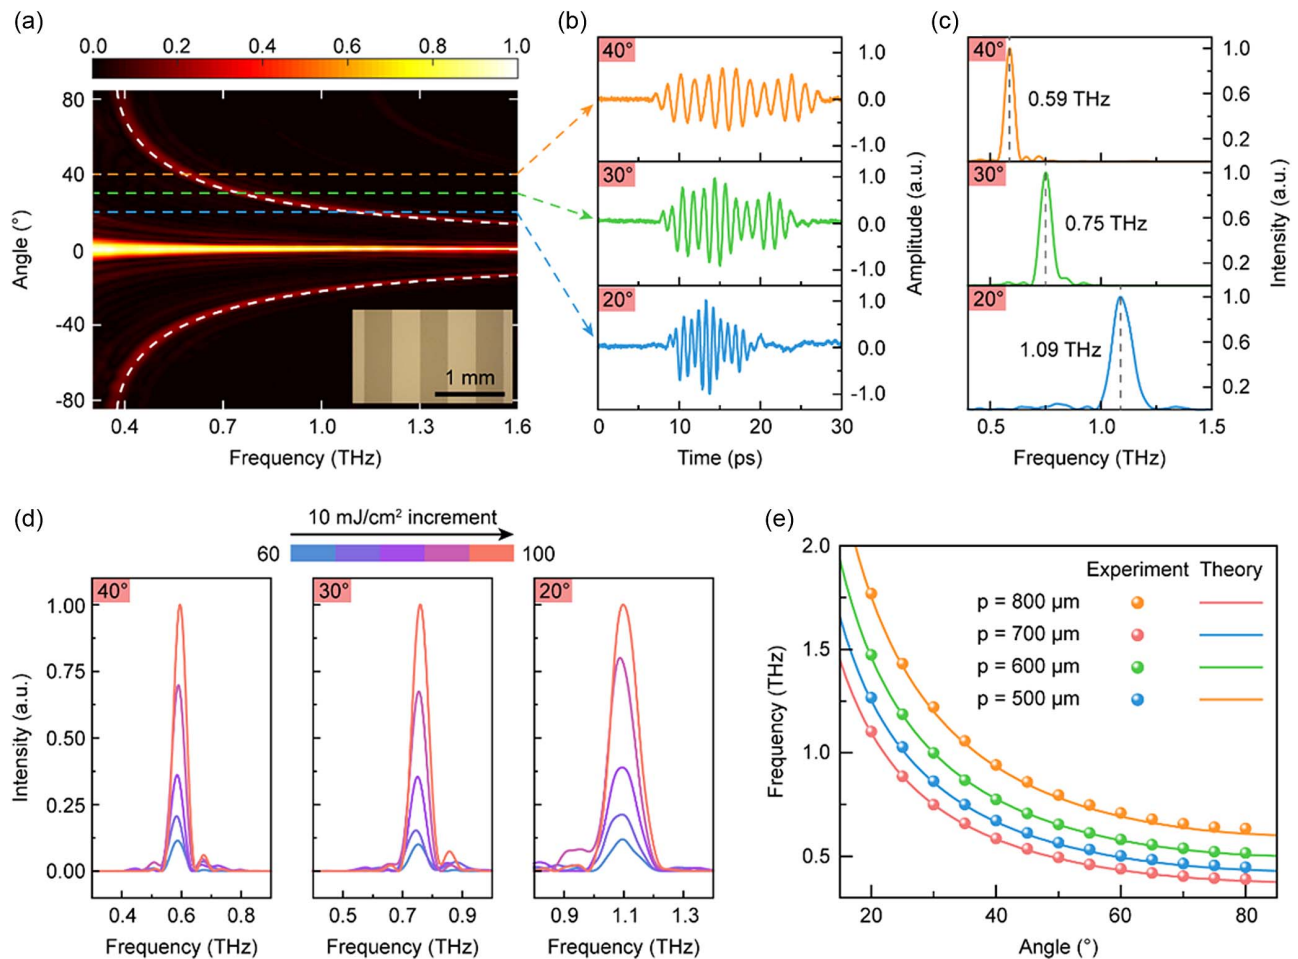 (a)
0.0 0.2 0.4 0.6 0.8 1.0
80
40
0
-40
-80
Angle (°)
0.4 0.7 1.0 1.3 1.6
Frequency (THz)
1 mm
(b)
40°
1.0
0.0
-1.0
30°
1.0
0.0
-1.0
20°
1.0
0.0
-1.0
Amplitude (a.u.)
0 10 20 30
Time (ps)
(c)
40°
0.59 THz
1.0
0.6
0.2
30°
0.75 THz
1.0
0.6
0.2
20°
1.09 THz
1.0
0.6
0.2
Intensity (a.u.)
0.5 1.0 1.5
Frequency (THz)
(d)
10 mJ/cm² increment
60 100
40° 30° 20°
1.00
0.75
0.50
0.25
0.00
Intensity (a.u.)
0.4 0.6 0.8 0.5 0.7 0.9 0.9 1.1 1.3
Frequency (THz) Frequency (THz) Frequency (THz)
(e)
2.0
1.5
1.0
0.5
Frequency (THz)
Experiment Theory
p = 800 µm
p = 700 µm
p = 600 µm
p = 500 µm
20 40 60 80
Angle (°)